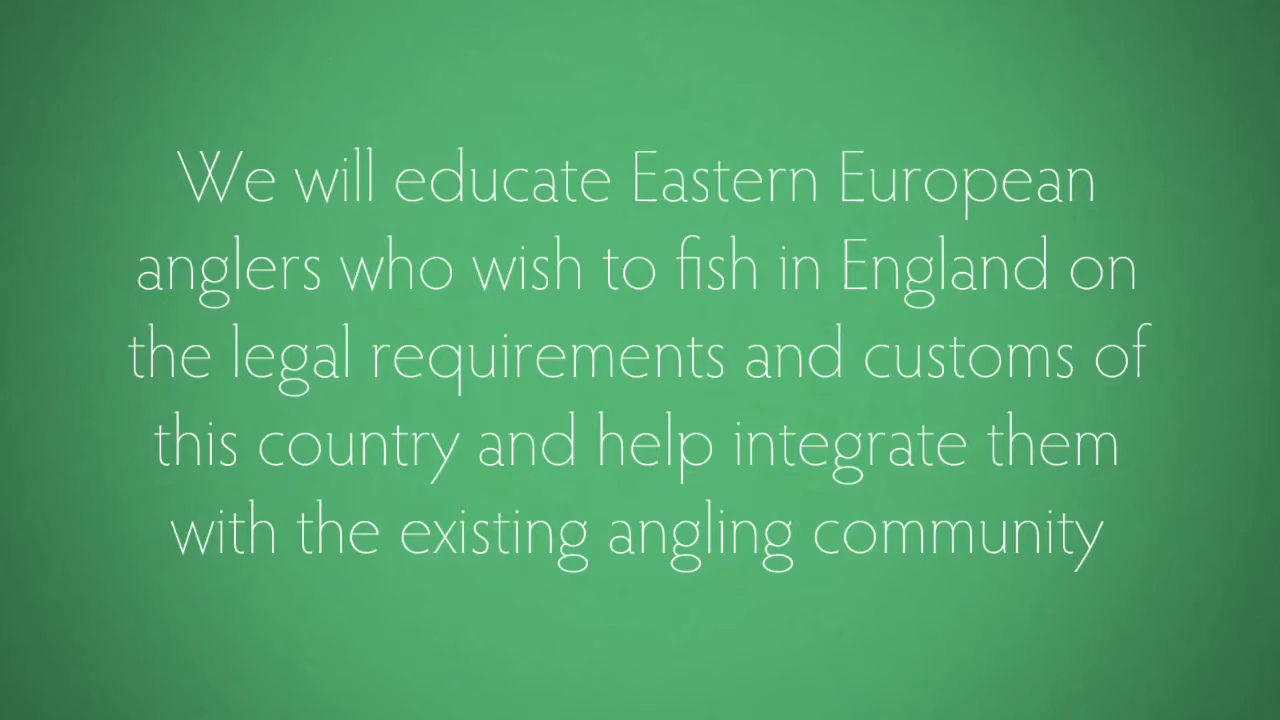 We will educate Eastern European
anglers who wish to fish in England on
the legal requirements and customs of
this country and help integrate them
with the existing angling community